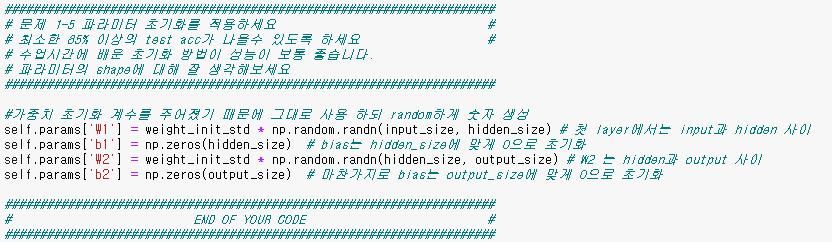 ################################################################################
# 문제 1-5 파라미터 초기화를 적용하세요 #
# 최소한 85% 이상의 test acc가 나올수 있도록 하세요 #
# 수업시간에 배운 초기화 방법이 성능이 보통 좋습니다.
# 파라미터의 shape에 대해 잘 생각해보세요
################################################################################
#가중치 초기화 계수를 주어졌기 때문에 그대로 사용 하되 random하게 숫자 생성
self.params['W1'] = weight_init_std * np.random.randn(input_size, hidden_size) # 첫 layer에서는 input과 hidden 사이
self.params['b1'] = np.zeros(hidden_size) # bias는 hidden_size에 맞게 0으로 초기화
self.params['W2'] = weight_init_std * np.random.randn(hidden_size, output_size) # W2 는 hidden과 output 사이
self.params['b2'] = np.zeros(output_size) # 마찬가지로 bias는 output_size에 맞게 0으로 초기화
################################################################################
# END OF YOUR CODE #
################################################################################